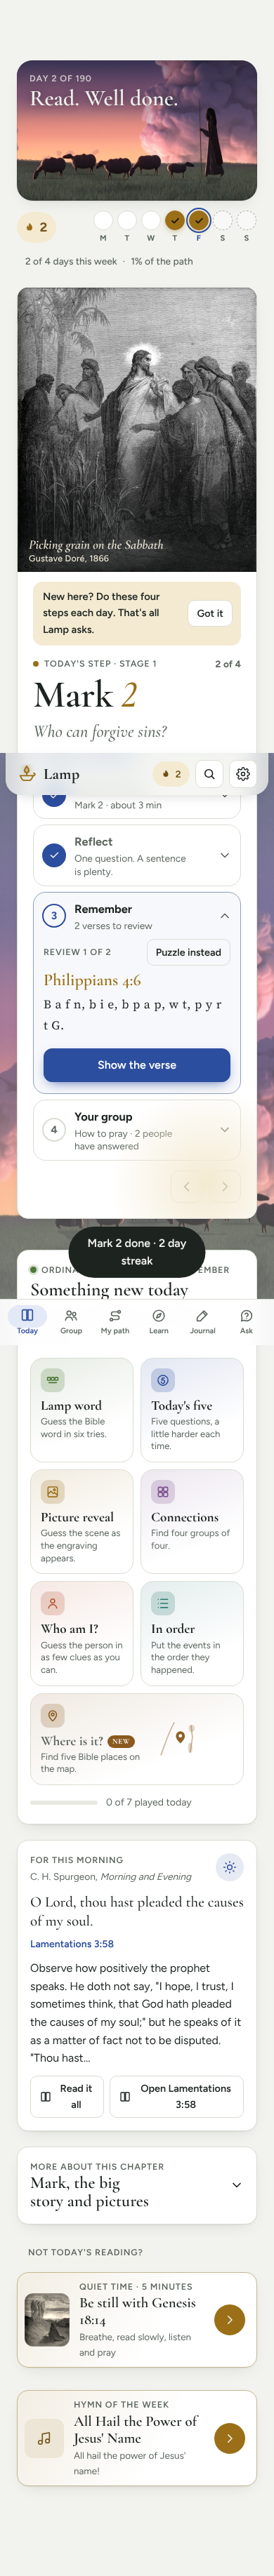 DAY 2 OF 190
Read. Well done.
2
M T W T F S S
2 of 4 days this week · 1% of the path
Picking grain on the Sabbath
Gustave Doré, 1866
New here? Do these four
steps each day. That's all
Lamp asks.
Got it
TODAY'S STEP · STAGE 1
2 of 4
Mark 2
Who can forgive sins?
Lamp
2
Mark 2 · about 3 min
Reflect
One question. A sentence
is plenty.
3
Remember
2 verses to review
REVIEW 1 OF 2
Puzzle instead
Philippians 4:6
B a f n, b i e, b p a p, w t, p y r
t G.
Show the verse
4
Your group
How to pray · 2 people
have answered
Mark 2 done · 2 day
streak
Something new today
Today
Group
My path
Learn
Journal
Ask
Lamp word
Guess the Bible
word in six tries.
Today's five
Five questions, a
little harder each
time.
Picture reveal
Guess the scene as
the engraving
appears.
Connections
Find four groups of
four.
Who am I?
Guess the person in
as few clues as you
can.
In order
Put the events in
the order they
happened.
Where is it? NEW
Find five Bible places on
the map.
0 of 7 played today
FOR THIS MORNING
C. H. Spurgeon, Morning and Evening
O Lord, thou hast pleaded the causes
of my soul.
Lamentations 3:58
Observe how positively the prophet
speaks. He doth not say, "I hope, I trust, I
sometimes think, that God hath pleaded
the causes of my soul;" but he speaks of it
as a matter of fact not to be disputed.
"Thou hast...
Read it
all
Open Lamentations
3:58
MORE ABOUT THIS CHAPTER
Mark, the big
story and pictures
NOT TODAY'S READING?
QUIET TIME · 5 MINUTES
Be still with Genesis
18:14
Breathe, read slowly, listen
and pray
HYMN OF THE WEEK
All Hail the Power of
Jesus' Name
All hail the power of Jesus'
name!